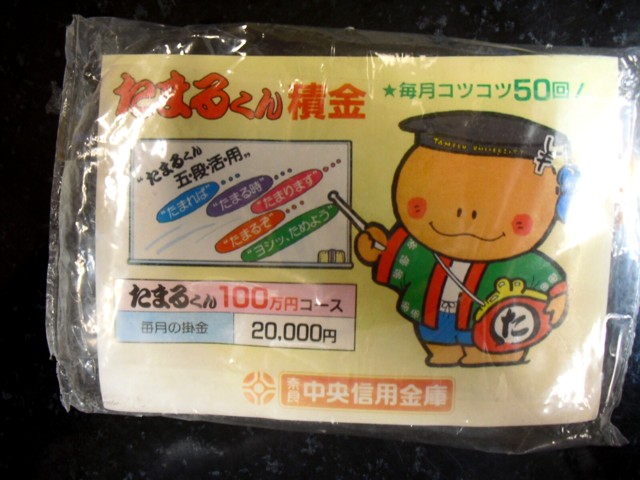 たまるくん積金
★毎月コツコツ50回!
"たまるくん"
五・段・活・用
"たまれば"
"たまる時"
"たまります"
"たまるぞ"
"ヨシッ、ためよう"
¥
た
たまるくん100万円コース
毎月の掛金 20,000円
奈良中央信用金庫